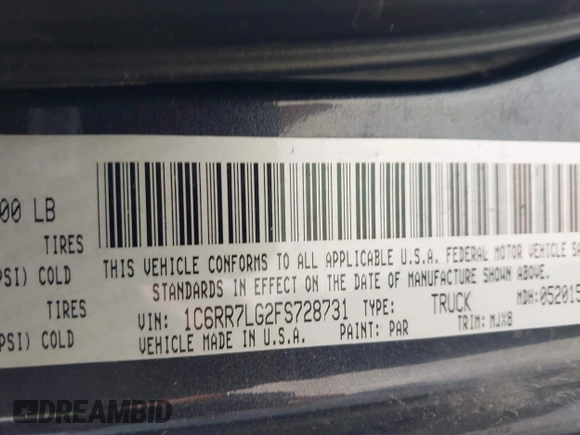 00 LB
TIRES
PSI) COLD
TIRES
PSI) COLD
THIS VEHICLE CONFORMS TO ALL APPLICABLE U.S.A. FEDERAL MOTOR VEHICLE SA
STANDARDS IN EFFECT ON THE DATE OF MANUFACTURE SHOWN ABOVE.
VIN: 1C6RR7LG2FS728731 TYPE: TRUCK MDH: 052015
VEHICLE MADE IN U.S.A. PAINT: PAR TRIM: MJX8
DREAMBID